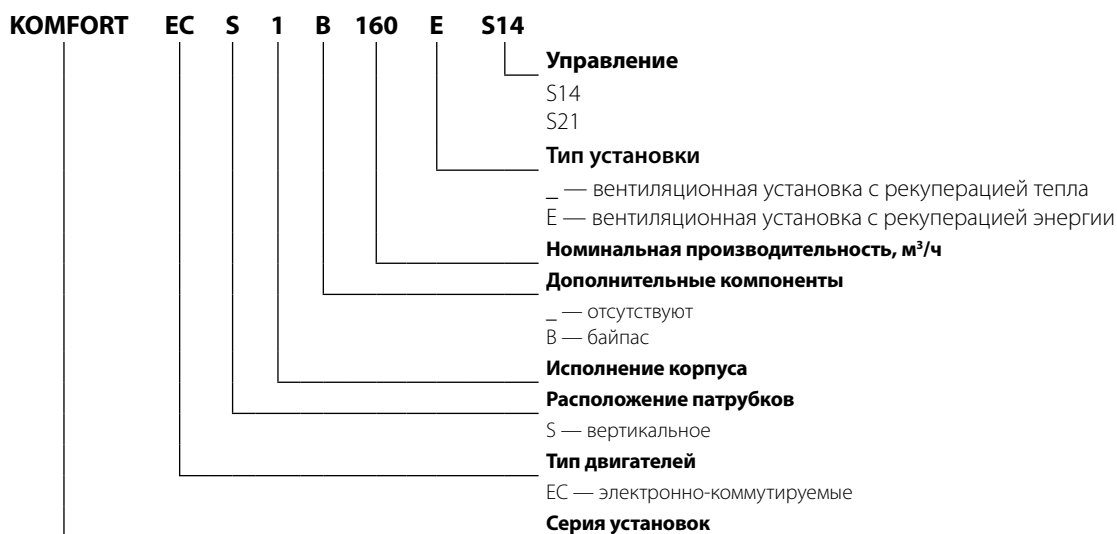 KOMFORT EC S 1 B 160 E S14
Управление
S14
S21
Тип установки
_ — вентиляционная установка с рекуперацией тепла
Е — вентиляционная установка с рекуперацией энергии
Номинальная производительность, м³/ч
Дополнительные компоненты
_ — отсутствуют
В — байпас
Исполнение корпуса
Расположение патрубков
S — вертикальное
Тип двигателей
ЕС — электронно-коммутируемые
Серия установок